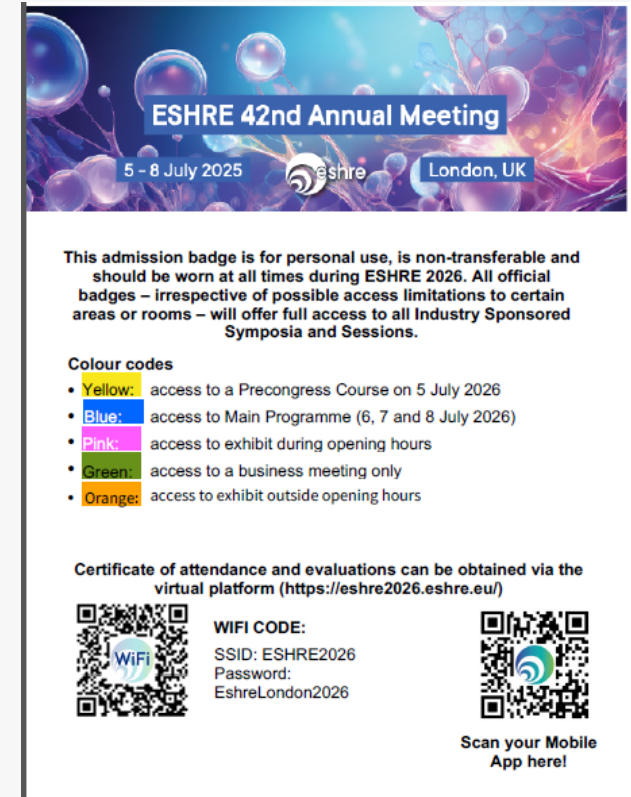 ESHRE 42nd Annual Meeting
5 - 8 July 2025
eshre
London, UK
This admission badge is for personal use, is non-transferable and
should be worn at all times during ESHRE 2026. All official
badges – irrespective of possible access limitations to certain
areas or rooms – will offer full access to all Industry Sponsored
Symposia and Sessions.
Colour codes
• Yellow: access to a Precongress Course on 5 July 2026
• Blue: access to Main Programme (6, 7 and 8 July 2026)
• Pink: access to exhibit during opening hours
• Green: access to a business meeting only
• Orange: access to exhibit outside opening hours
Certificate of attendance and evaluations can be obtained via the
virtual platform (https://eshre2026.eshre.eu/)
WiFi
WIFI CODE:
SSID: ESHRE2026
Password:
EshreLondon2026
Scan your Mobile
App here!